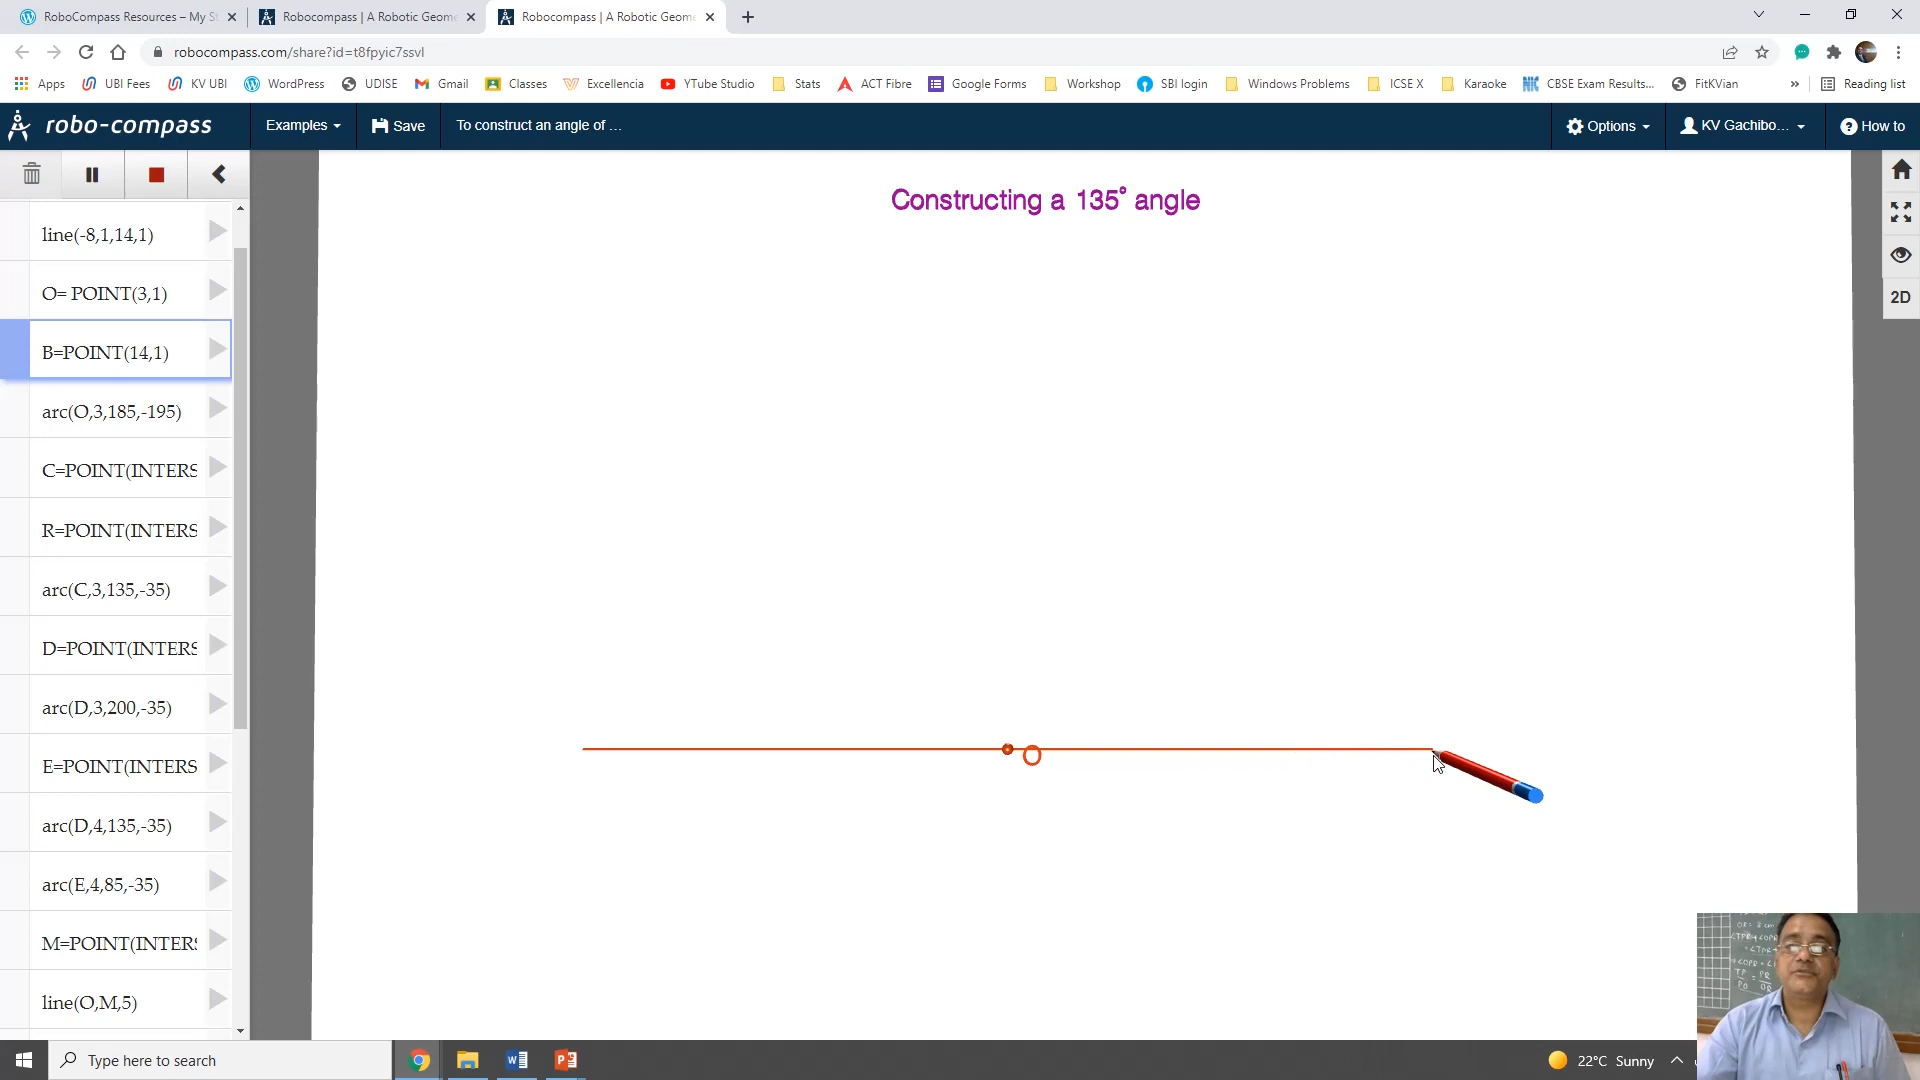 RoboCompass Resources – My St
Robocompass | A Robotic Geome
Robocompass | A Robotic Geome
robocompass.com/share?id=t8fpyic7ssvl
Apps UBI Fees KV UBI WordPress UDISE Gmail Classes Excellencia YTube Studio Stats ACT Fibre Google Forms Workshop SBI login Windows Problems ICSE X Karaoke CBSE Exam Results... FitKVian » Reading list
robo-compass Examples Save To construct an angle of ... Options KV Gachibo... How to
Constructing a 135° angle
2D
line(-8,1,14,1)
O= POINT(3,1)
B=POINT(14,1)
arc(O,3,185,-195)
C=POINT(INTERS
R=POINT(INTERS
arc(C,3,135,-35)
D=POINT(INTERS
arc(D,3,200,-35)
E=POINT(INTERS
arc(D,4,135,-35)
arc(E,4,85,-35)
M=POINT(INTERS
line(O,M,5)
O
Type here to search
22°C Sunny